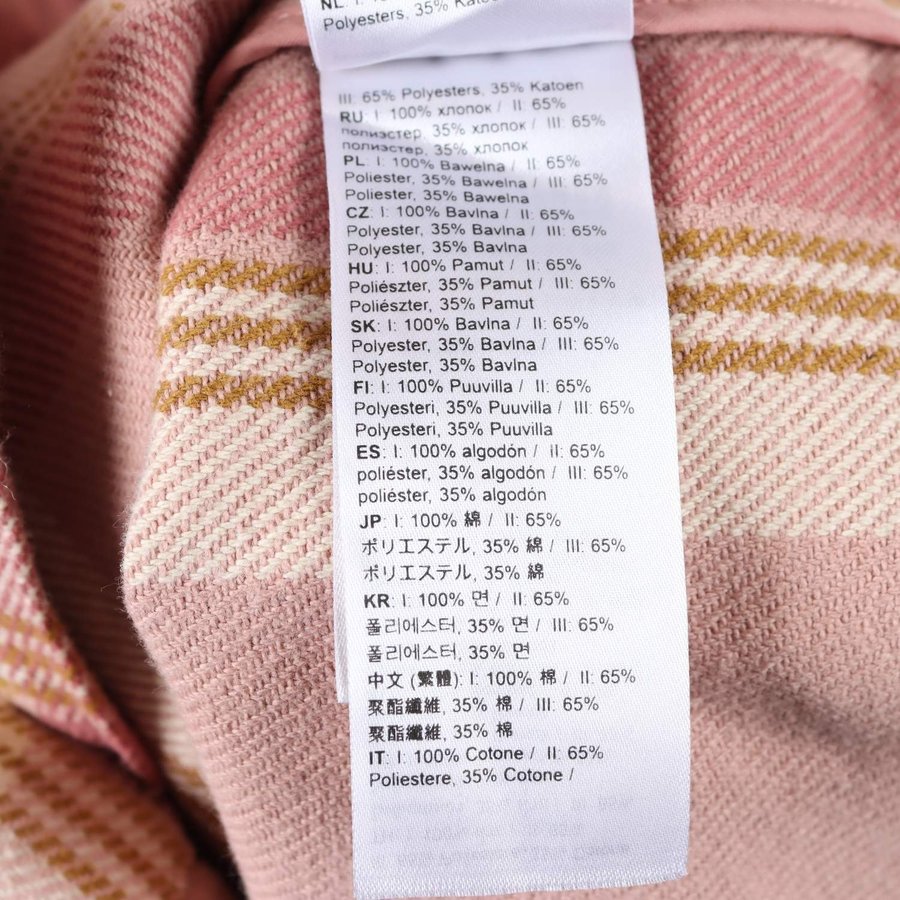 Polyesters, 35% Katoen
III: 65% Polyesters, 35% Katoen
RU: I: 100% хлопок / II: 65%
полиэстер, 35% хлопок / III: 65%
полиэстер, 35% хлопок
PL: I: 100% Bawelna / II: 65%
Poliester, 35% Bawelna / III: 65%
Poliester, 35% Bawelna
CZ: I: 100% Bavlna / II: 65%
Polyester, 35% Bavlna / III: 65%
Polyester, 35% Bavlna
HU: I: 100% Pamut / II: 65%
Poliészter, 35% Pamut / III: 65%
Poliészter, 35% Pamut
SK: I: 100% Bavlna / II: 65%
Polyester, 35% Bavlna / III: 65%
Polyester, 35% Bavlna
FI: I: 100% Puuvilla / II: 65%
Polyesteri, 35% Puuvilla / III: 65%
Polyesteri, 35% Puuvilla
ES: I: 100% algodón / II: 65%
poliéster, 35% algodón / III: 65%
poliéster, 35% algodón
JP: I: 100% 綿 / II: 65%
ポリエステル, 35% 綿 / III: 65%
ポリエステル, 35% 綿
KR: I: 100% 면 / II: 65%
폴리에스터, 35% 면 / III: 65%
폴리에스터, 35% 면
中文 (繁體): I: 100% 棉 / II: 65%
聚酯纖維, 35% 棉 / III: 65%
聚酯纖維, 35% 棉
IT: I: 100% Cotone / II: 65%
Poliestere, 35% Cotone /